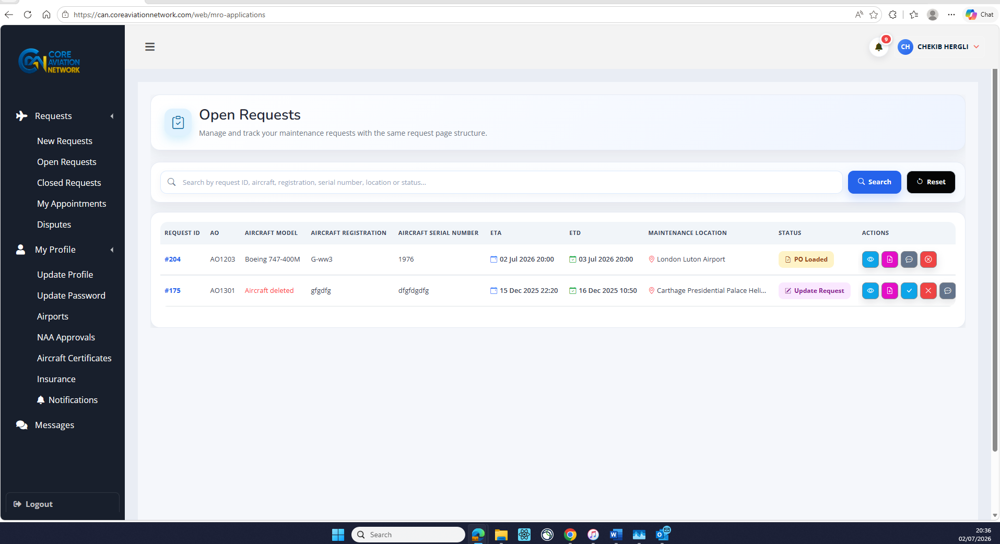 https://can.coreaviationnetwork.com/web/mro-applications
Chat
CORE
AVIATION
NETWORK
9
CH CHEKIB HERGLI
Requests
New Requests
Open Requests
Closed Requests
My Appointments
Disputes
My Profile
Update Profile
Update Password
Airports
NAA Approvals
Aircraft Certificates
Insurance
Notifications
Messages
Logout
Open Requests
Manage and track your maintenance requests with the same request page structure.
Search by request ID, aircraft, registration, serial number, location or status... Search Reset
REQUEST ID AO AIRCRAFT MODEL AIRCRAFT REGISTRATION AIRCRAFT SERIAL NUMBER ETA ETD MAINTENANCE LOCATION STATUS ACTIONS
#204 AO1203 Boeing 747-400M G-ww3 1976 02 Jul 2026 20:00 03 Jul 2026 20:00 London Luton Airport PO Loaded
#175 AO1301 Aircraft deleted gfgdfg dfgfdgdfg 15 Dec 2025 22:20 16 Dec 2025 10:50 Carthage Presidential Palace Heli... Update Request
Search
20:36
02/07/2026